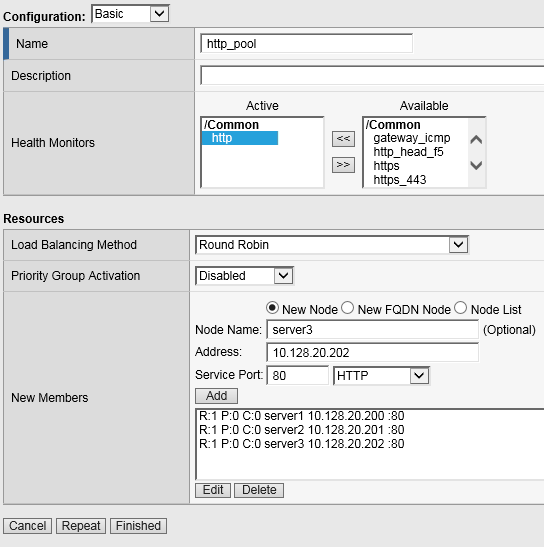 Configuration: Basic
Name http_pool
Description
Active Available
Health Monitors
/Common /Common
http << gateway_icmp
http_head_f5
>> https
https_443
Resources
Load Balancing Method Round Robin
Priority Group Activation Disabled
New Members
New Node New FQDN Node Node List
Node Name: server3 (Optional)
Address: 10.128.20.202
Service Port: 80 HTTP
Add
R:1 P:0 C:0 server1 10.128.20.200 :80
R:1 P:0 C:0 server2 10.128.20.201 :80
R:1 P:0 C:0 server3 10.128.20.202 :80
Edit Delete
Cancel Repeat Finished